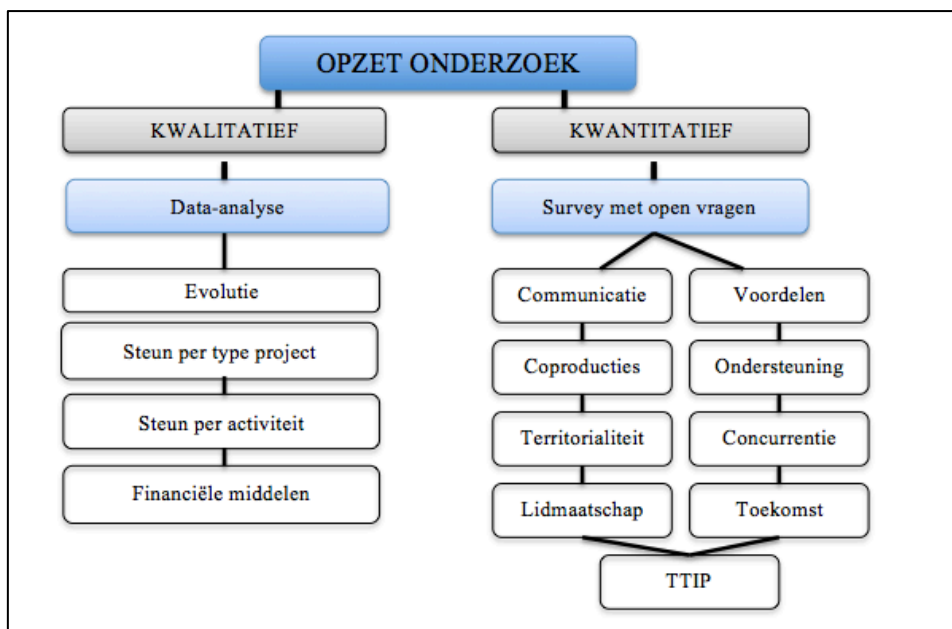 OPZET ONDERZOEK
KWALITATIEF
Data-analyse
Evolutie
Steun per type project
Steun per activiteit
Financiële middelen
KWANTITATIEF
Survey met open vragen
Communicatie
Coproducties
Territorialiteit
Lidmaatschap
Voordelen
Ondersteuning
Concurrentie
Toekomst
TTIP